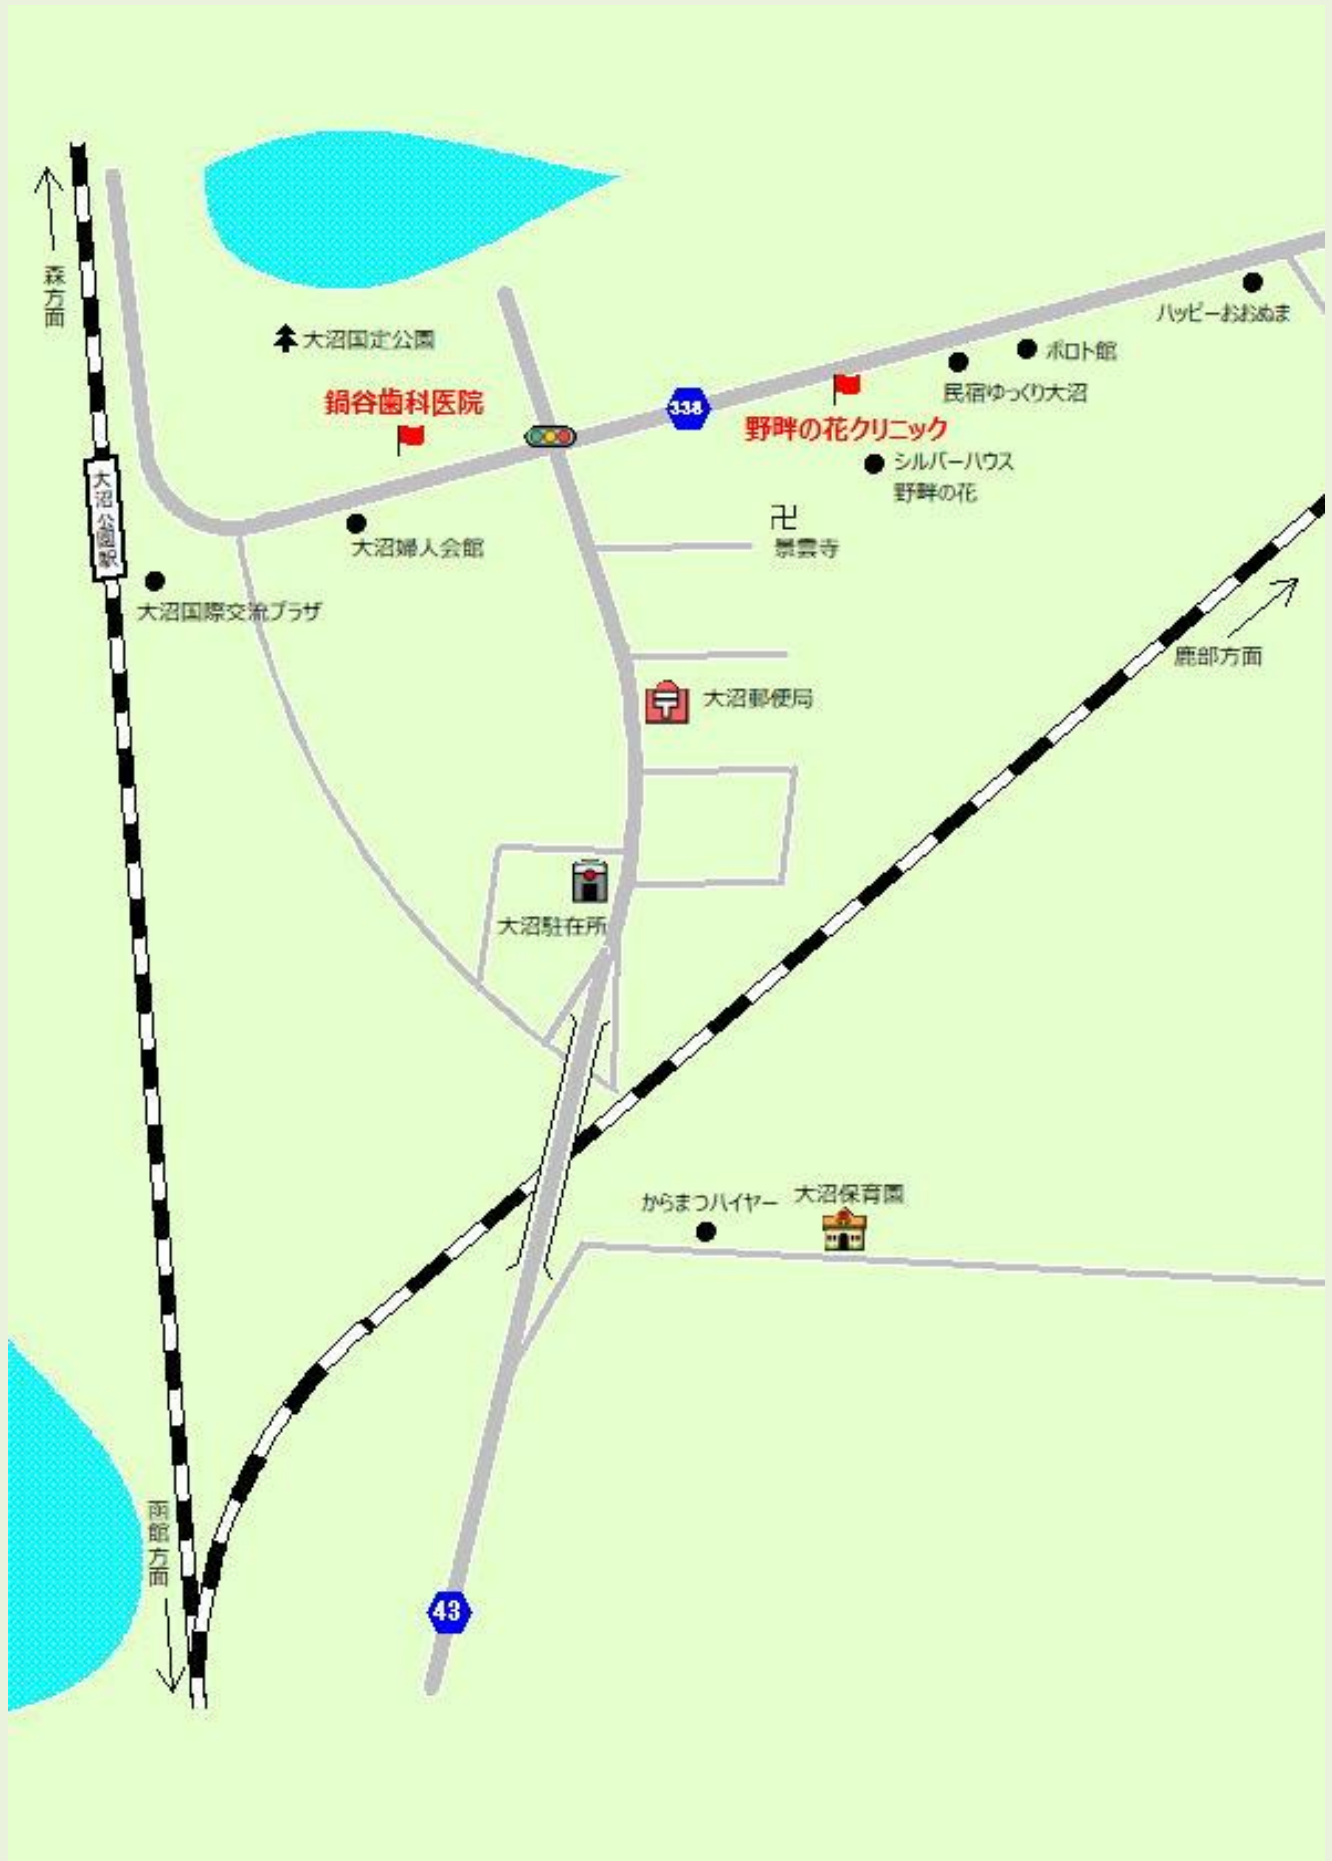 森方面
大沼国定公園
鍋谷歯科医院
338
ハッピーおおぬま
ポロト館
民宿ゆっくり大沼
野畔の花クリニック
シルバーハウス
野畔の花
大沼公園駅
大沼婦人会館
卍
景雲寺
大沼国際交流プラザ
鹿部方面
大沼郵便局
大沼駐在所
からまつハイヤー
大沼保育園
函館方面
43